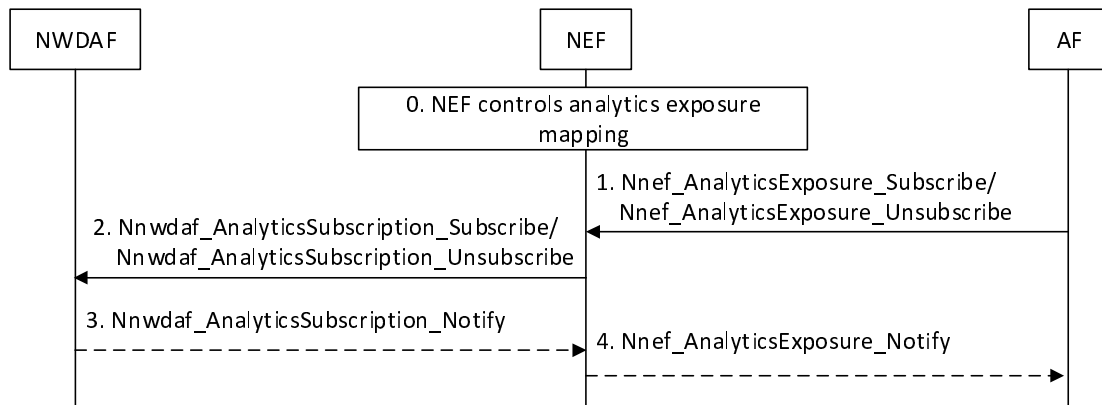 NWDAF
NEF
AF
0. NEF controls analytics exposure
mapping
1. Nnef_AnalyticsExposure_Subscribe/
Nnef_AnalyticsExposure_Unsubscribe
2. Nnwdaf_AnalyticsSubscription_Subscribe/
Nnwdaf_AnalyticsSubscription_Unsubscribe
3. Nnwdaf_AnalyticsSubscription_Notify
4. Nnef_AnalyticsExposure_Notify